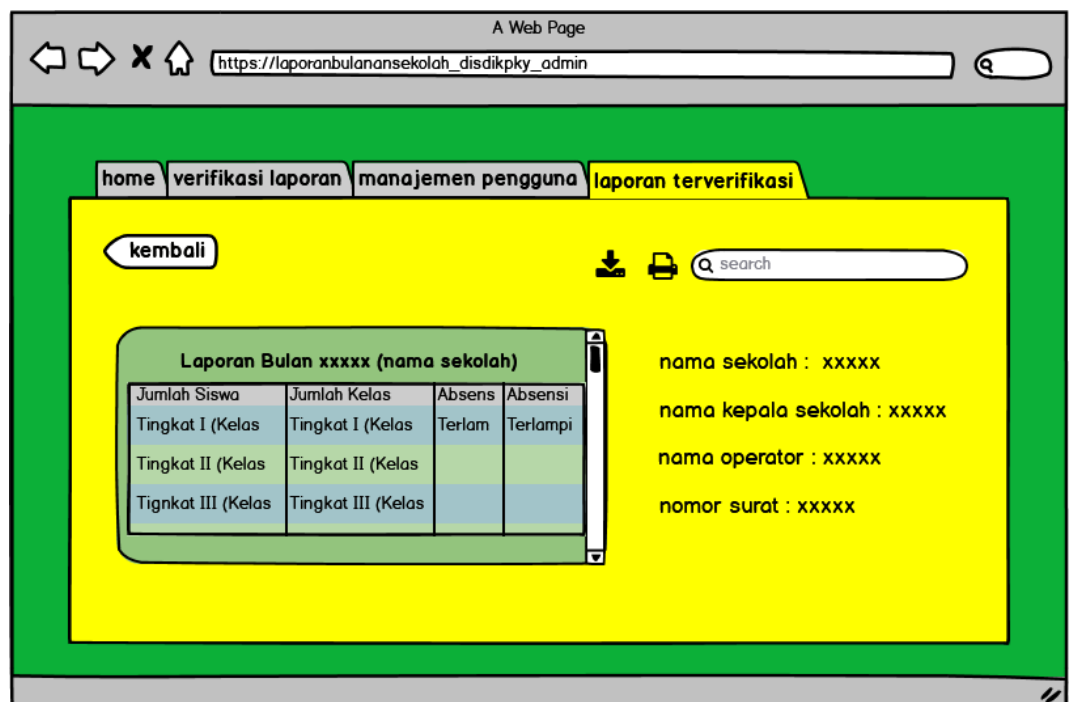 A Web Page
https://laporanbulanansekolah_disdikpky_admin
home verifikasi laporan manajemen pengguna laporan terverifikasi
kembali
search
Laporan Bulan xxxxx (nama sekolah)
Jumlah Siswa Jumlah Kelas Absens Absensi
Tingkat I (Kelas Tingkat I (Kelas Terlam Terlampi
Tingkat II (Kelas Tingkat II (Kelas
Tignkat III (Kelas Tingkat III (Kelas
nama sekolah : xxxxx
nama kepala sekolah : xxxxx
nama operator : xxxxx
nomor surat : xxxxx